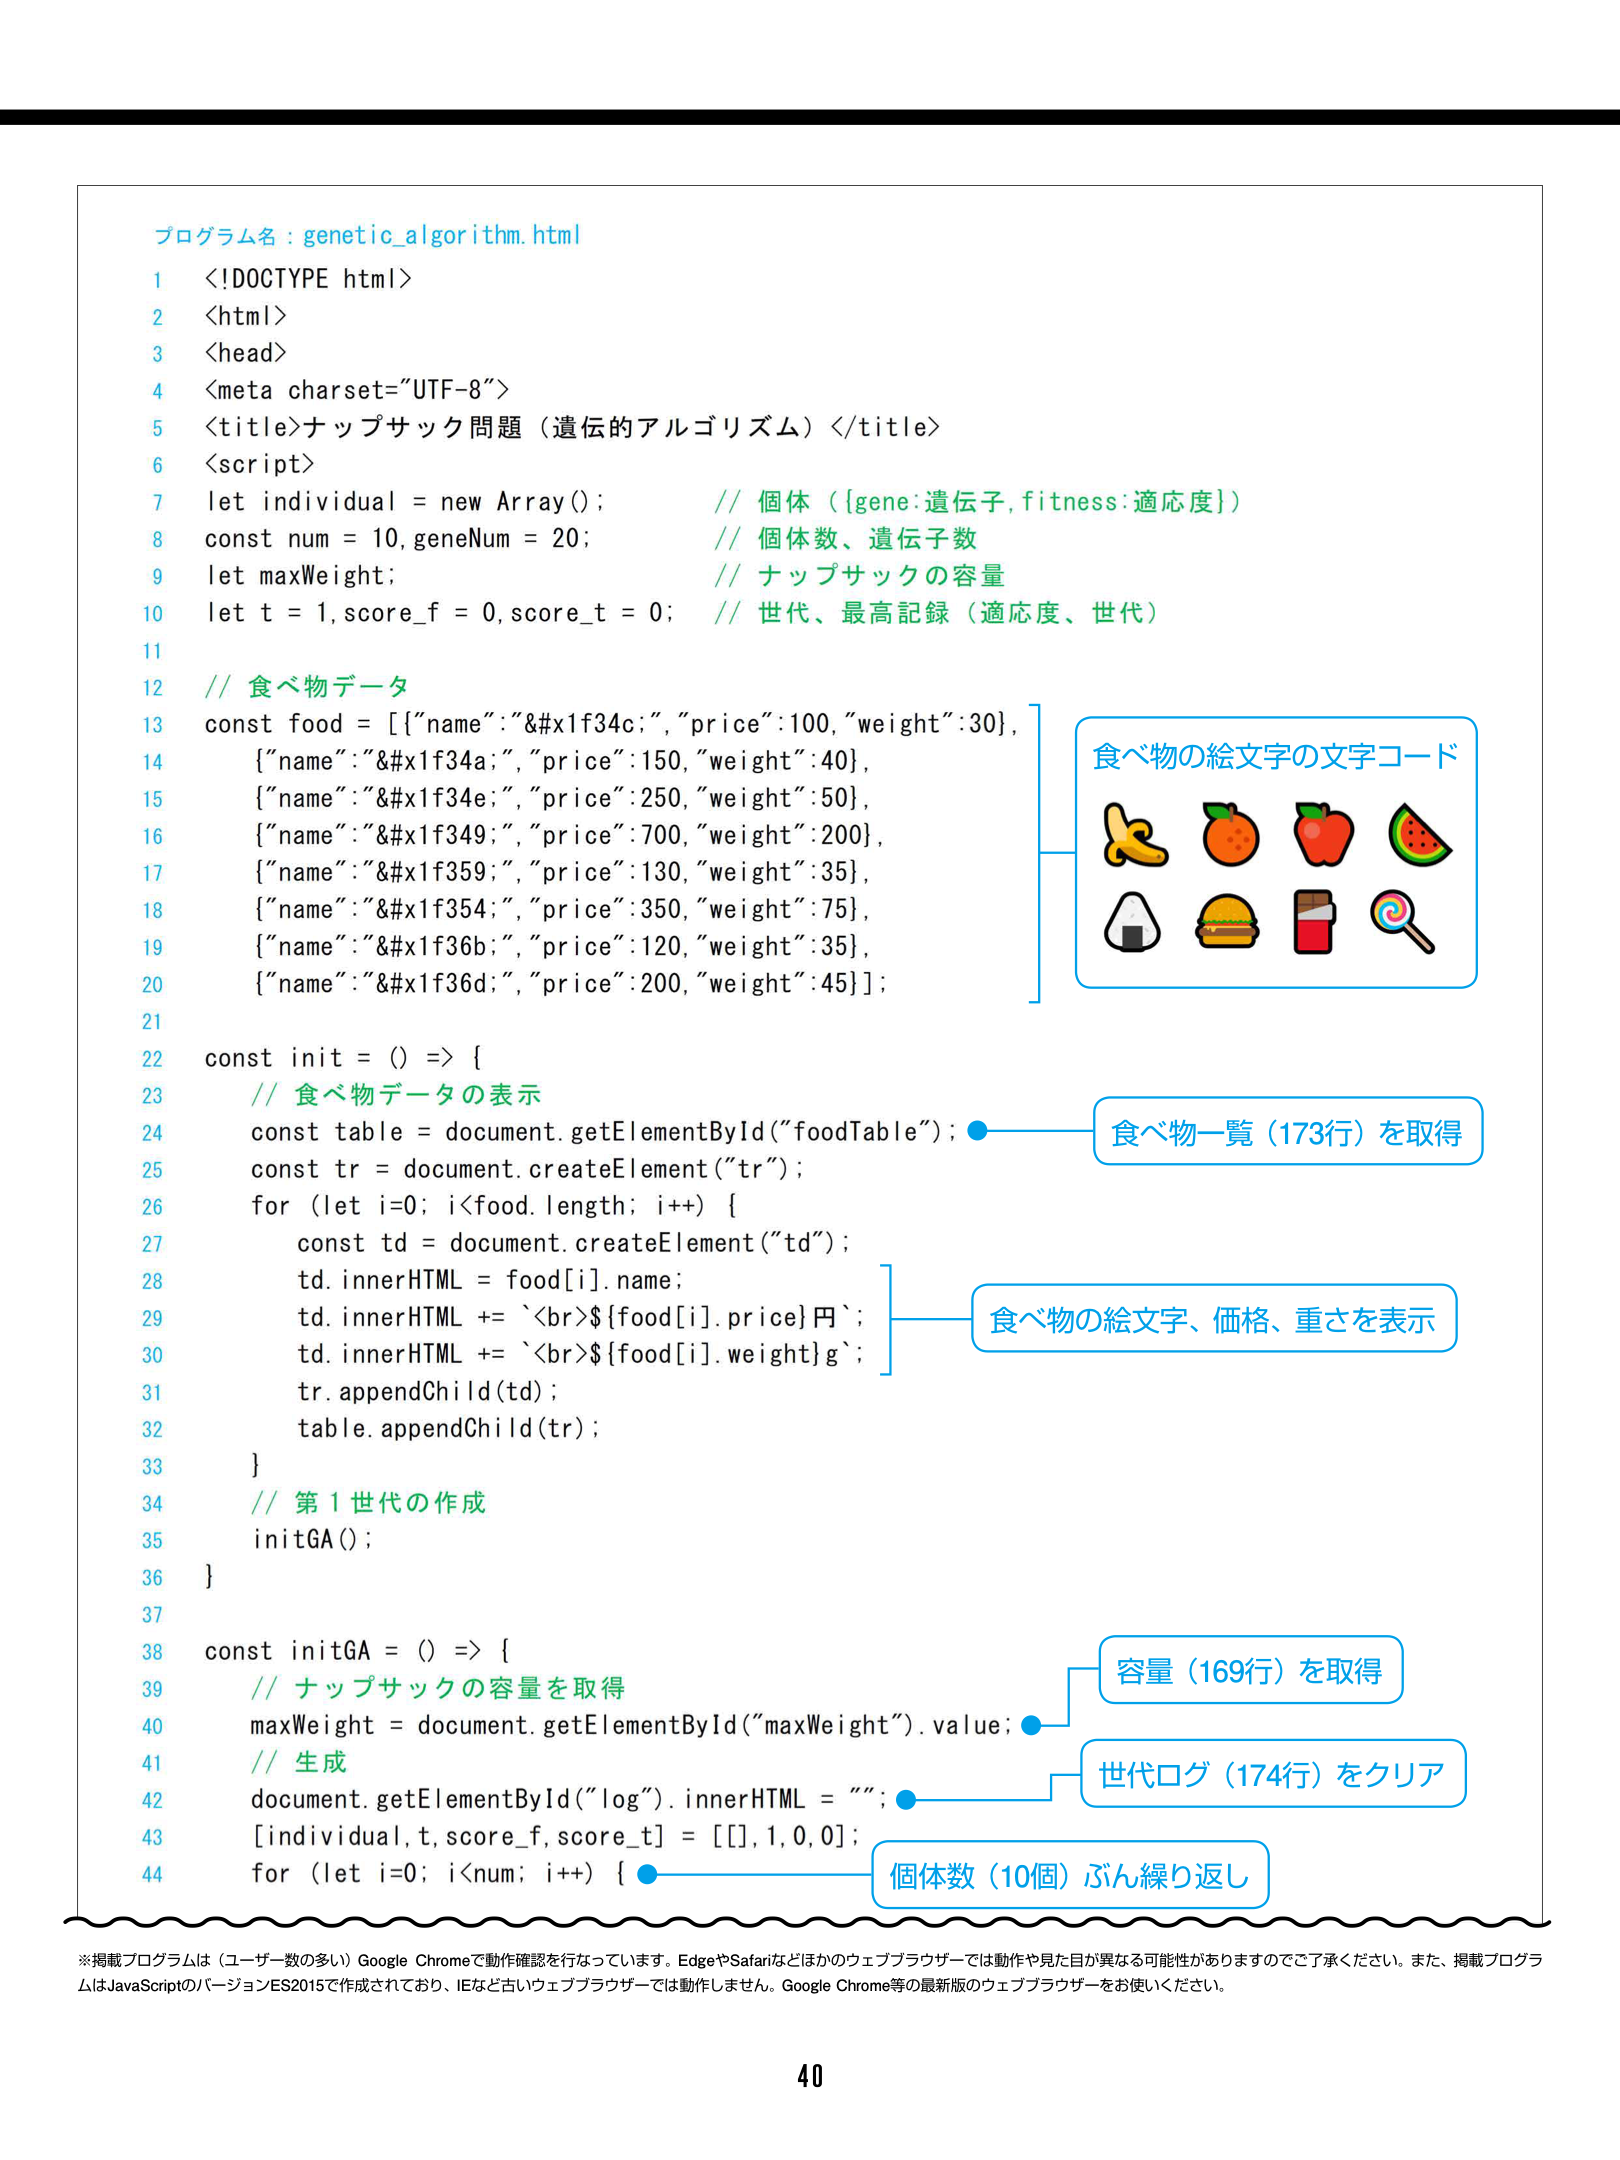 プログラム名：genetic_algorithm.html
1 <!DOCTYPE html>
2 <html>
3 <head>
4 <meta charset="UTF-8">
5 <title>ナップサック問題（遺伝的アルゴリズム）</title>
6 <script>
7 let individual = new Array(); // 個体（{gene:遺伝子,fitness:適応度}）
8 const num = 10,geneNum = 20; // 個体数、遺伝子数
9 let maxWeight; // ナップサックの容量
10 let t = 1,score_f = 0,score_t = 0; // 世代、最高記録（適応度、世代）
11
12 // 食べ物データ
13 const food = [{"name":"&#x1f34c;","price":100,"weight":30},
14 {"name":"&#x1f34a;","price":150,"weight":40},
15 {"name":"&#x1f34e;","price":250,"weight":50},
16 {"name":"&#x1f349;","price":700,"weight":200},
17 {"name":"&#x1f359;","price":130,"weight":35},
18 {"name":"&#x1f354;","price":350,"weight":75},
19 {"name":"&#x1f36b;","price":120,"weight":35},
20 {"name":"&#x1f36d;","price":200,"weight":45}];
食べ物の絵文字の文字コード
21
22 const init = () => {
23 // 食べ物データの表示
24 const table = document.getElementById("foodTable");
食べ物一覧（173行）を取得
25 const tr = document.createElement("tr");
26 for (let i=0; i<food.length; i++) {
27 const td = document.createElement("td");
28 td.innerHTML = food[i].name;
29 td.innerHTML += `<br>${food[i].price}円`;
30 td.innerHTML += `<br>${food[i].weight}g`;
食べ物の絵文字、価格、重さを表示
31 tr.appendChild(td);
32 table.appendChild(tr);
33 }
34 // 第１世代の作成
35 initGA();
36 }
37
38 const initGA = () => {
39 // ナップサックの容量を取得
40 maxWeight = document.getElementById("maxWeight").value;
容量（169行）を取得
41 // 生成
42 document.getElementById("log").innerHTML = "";
世代ログ（174行）をクリア
43 [individual,t,score_f,score_t] = [[],1,0,0];
44 for (let i=0; i<num; i++) {
個体数（10個）ぶん繰り返し
※掲載プログラムは（ユーザー数の多い）Google Chromeで動作確認を行なっています。EdgeやSafariなどほかのウェブブラウザーでは動作や見た目が異なる可能性がありますのでご了承ください。また、掲載プログラ
ムはJavaScriptのバージョンES2015で作成されており、IEなど古いウェブブラウザーでは動作しません。Google Chrome等の最新版のウェブブラウザーをお使いください。
40